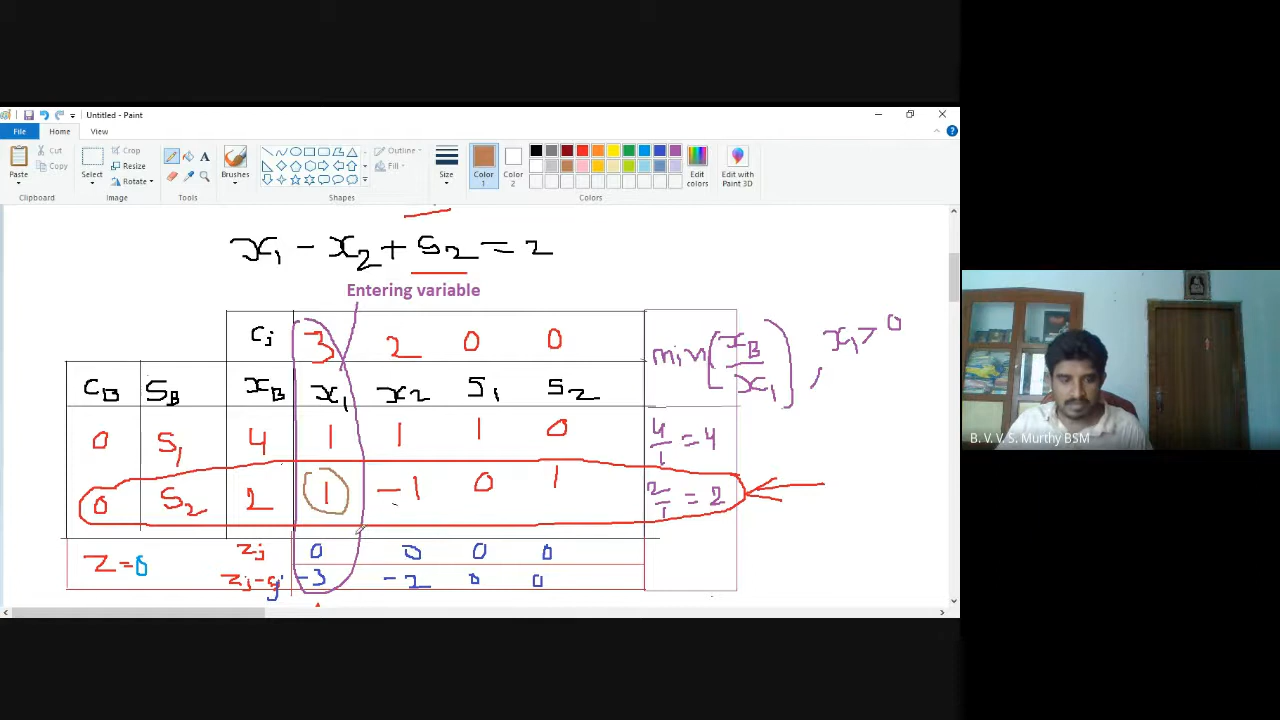 Untitled - Paint
File Home View
Cut
Copy
Paste
Clipboard
Select
Crop
Resize
Rotate
Image
Tools
Brushes
Outline
Fill
Shapes
Size
Color 1
Color 2
Edit colors
Colors
Edit with Paint 3D
x₁ - x₂ + S₂ = 2
Entering variable
Cj 3 2 0 0
min(xB/x₁), x₁ > 0
CB SB xB x₁ x₂ S₁ S₂
0 S₁ 4 1 1 1 0 4/1 = 4
0 S₂ 2 1 -1 0 1 2/1 = 2
Z = 0 Zj 0 0 0 0
Zj - Cj -3 -2 0 0
B. V. V. S. Murthy BSM